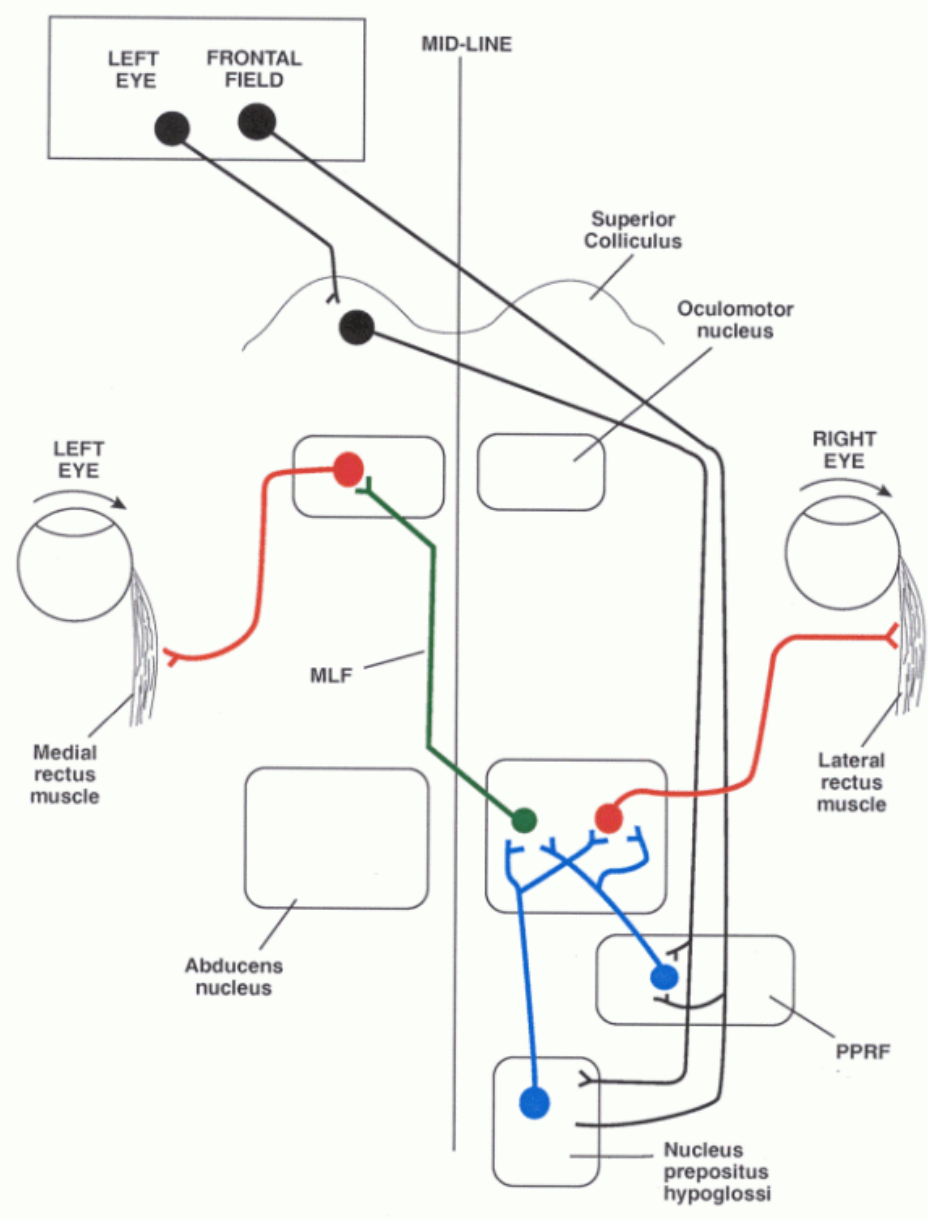 LEFT
EYE
FRONTAL
FIELD
MID-LINE
Superior
Colliculus
Oculomotor
nucleus
LEFT
EYE
RIGHT
EYE
MLF
Medial
rectus
muscle
Lateral
rectus
muscle
Abducens
nucleus
PPRF
Nucleus
prepositus
hypoglossi